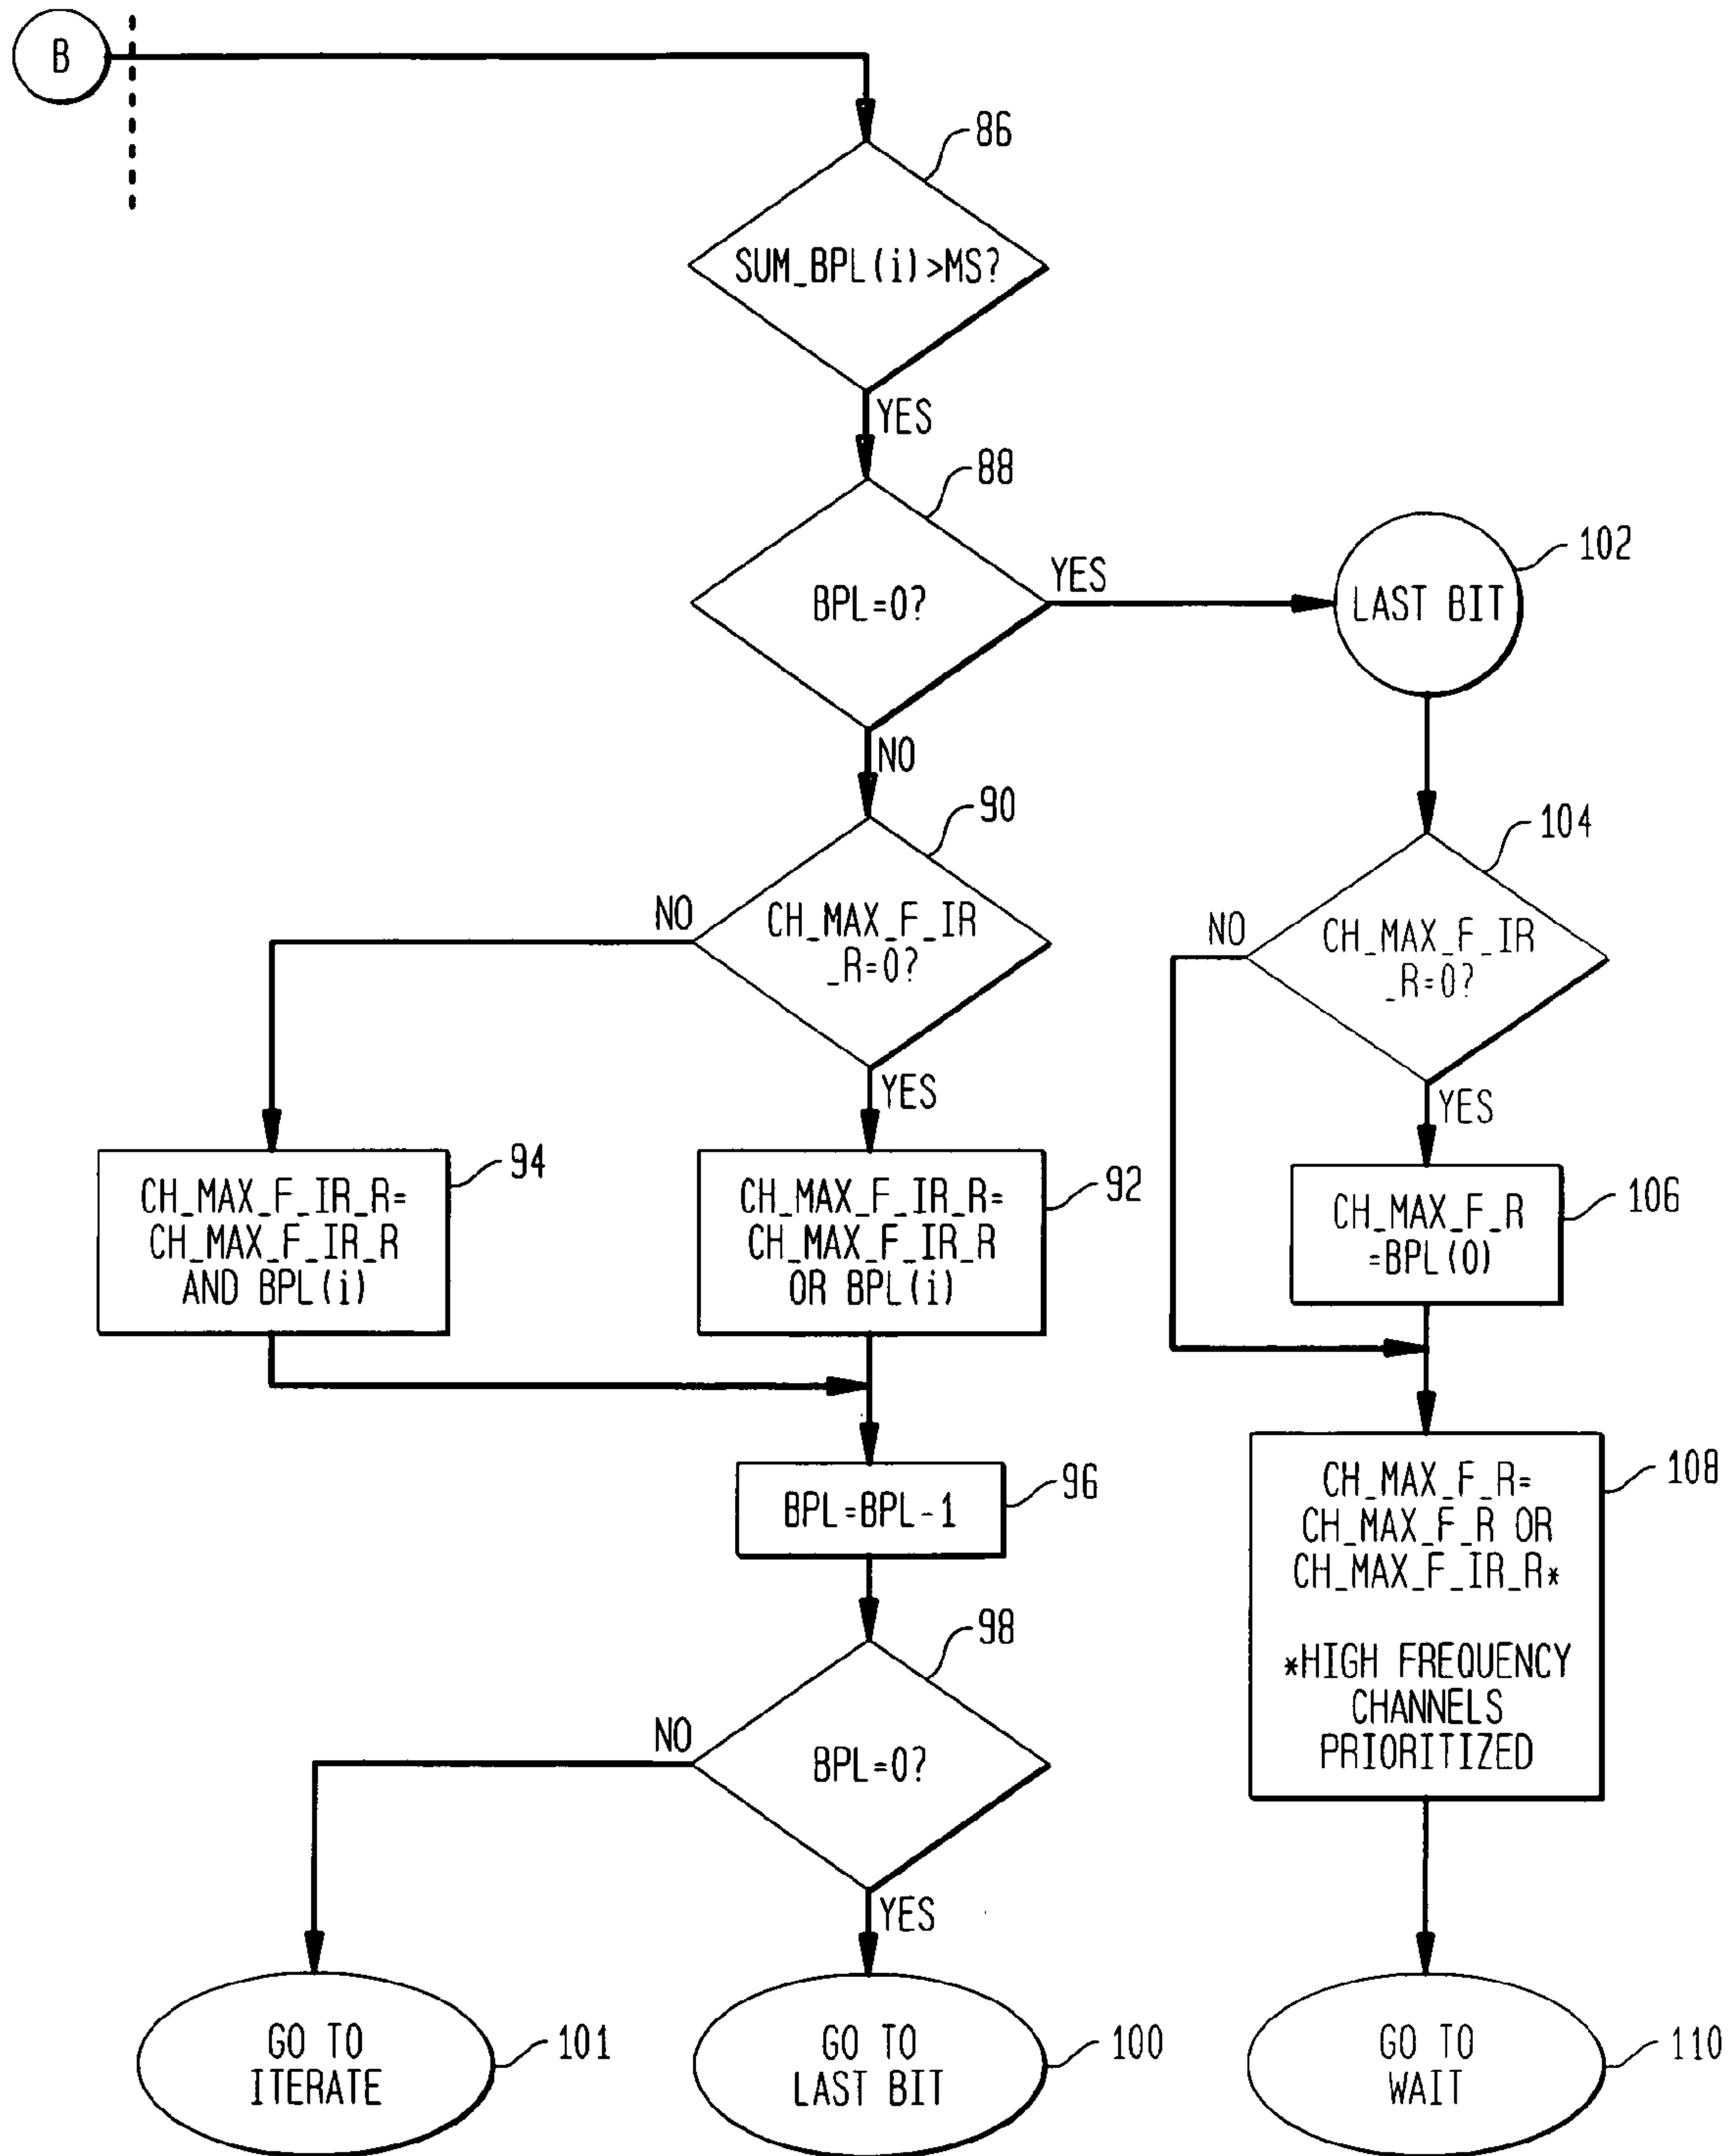 B
86
SUM_BPL(i)>MS?
YES
88
BPL=0?
YES
102
LAST BIT
NO
90
CH_MAX_F_IR
_R=0?
NO
YES
104
CH_MAX_F_IR
_R=0?
NO
YES
94
CH_MAX_F_IR_R=
CH_MAX_F_IR_R
AND BPL(i)
92
CH_MAX_F_IR_R=
CH_MAX_F_IR_R
OR BPL(i)
106
CH_MAX_F_R
=BPL(0)
96
BPL=BPL-1
108
CH_MAX_F_R=
CH_MAX_F_R OR
CH_MAX_F_IR_R*
*HIGH FREQUENCY
CHANNELS
PRIORITIZED
98
BPL=0?
NO
YES
GO TO
ITERATE
101
GO TO
LAST BIT
100
GO TO
WAIT
110